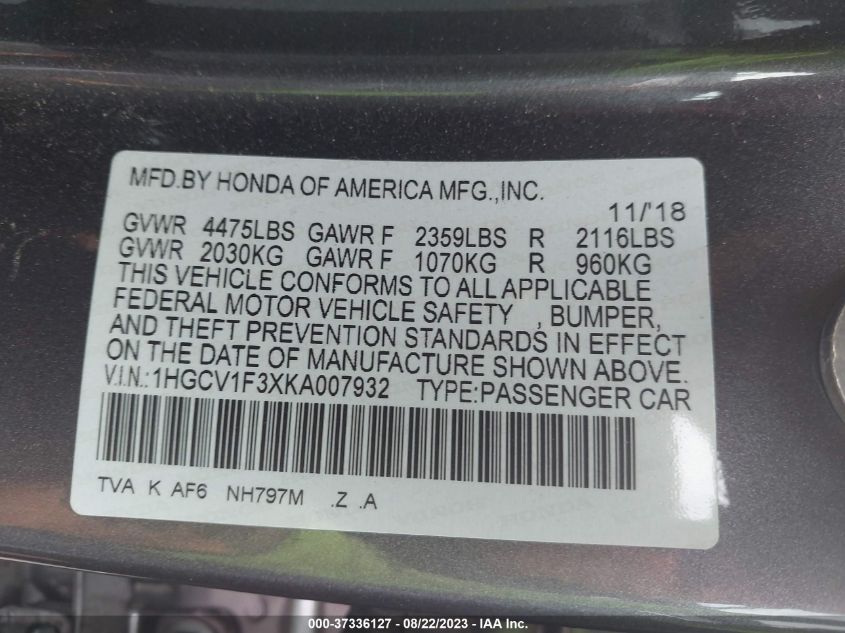 MFD.BY HONDA OF AMERICA MFG.,INC.
11/'18
GVWR 4475LBS GAWR F 2359LBS R 2116LBS
GVWR 2030KG GAWR F 1070KG R 960KG
THIS VEHICLE CONFORMS TO ALL APPLICABLE
FEDERAL MOTOR VEHICLE SAFETY , BUMPER,
AND THEFT PREVENTION STANDARDS IN EFFECT
ON THE DATE OF MANUFACTURE SHOWN ABOVE.
V.I.N.:1HGCV1F3XKA007932 TYPE:PASSENGER CAR
TVA K AF6 NH797M .Z .A
000-37336127 - 08/22/2023 - IAA Inc.